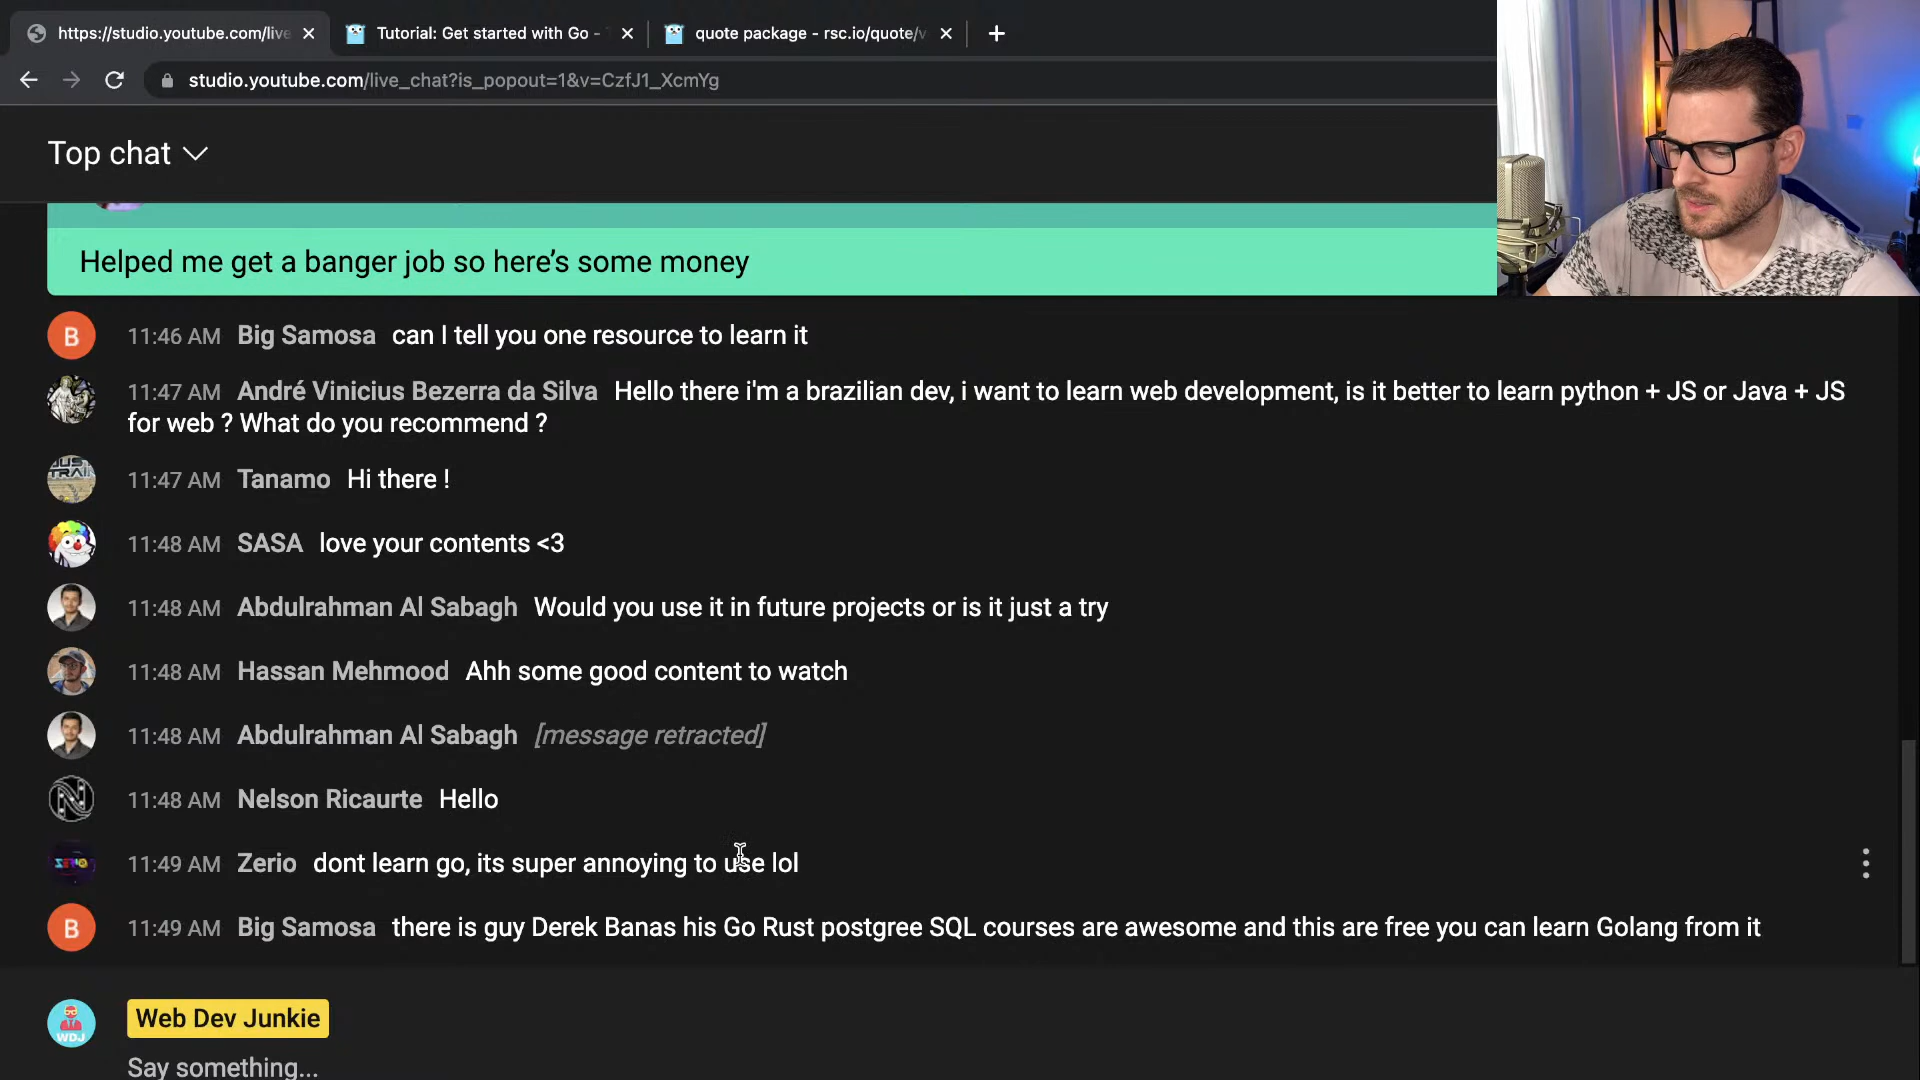 https://studio.youtube.com/live
Tutorial: Get started with Go -
quote package - rsc.io/quote/v
studio.youtube.com/live_chat?is_popout=1&v=CzfJ1_XcmYg
Top chat
Helped me get a banger job so here's some money
B 11:46 AM Big Samosa can I tell you one resource to learn it
11:47 AM André Vinicius Bezerra da Silva Hello there i'm a brazilian dev, i want to learn web development, is it better to learn python + JS or Java + JS
for web ? What do you recommend ?
11:47 AM Tanamo Hi there !
11:48 AM SASA love your contents <3
11:48 AM Abdulrahman Al Sabagh Would you use it in future projects or is it just a try
11:48 AM Hassan Mehmood Ahh some good content to watch
11:48 AM Abdulrahman Al Sabagh [message retracted]
11:48 AM Nelson Ricaurte Hello
11:49 AM Zerio dont learn go, its super annoying to use lol
B 11:49 AM Big Samosa there is guy Derek Banas his Go Rust postgree SQL courses are awesome and this are free you can learn Golang from it
WDJ
Web Dev Junkie
Say something...